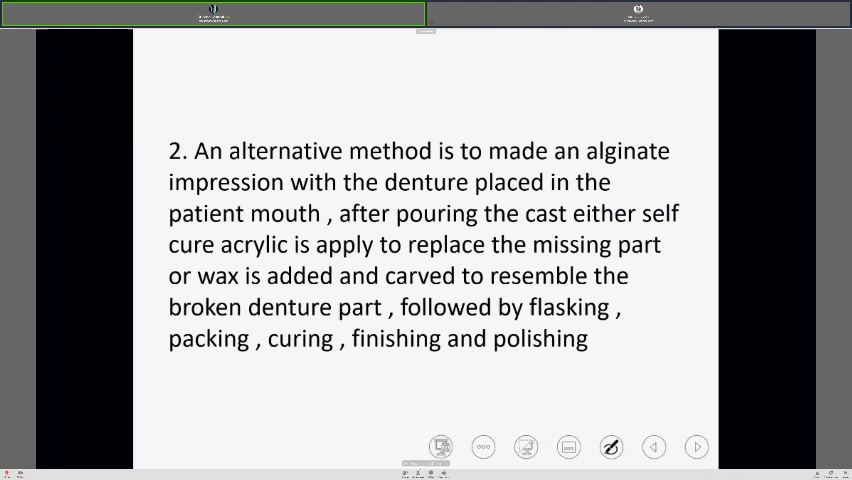 2. An alternative method is to made an alginate
impression with the denture placed in the
patient mouth , after pouring the cast either self
cure acrylic is apply to replace the missing part
or wax is added and carved to resemble the
broken denture part , followed by flasking ,
packing , curing , finishing and polishing